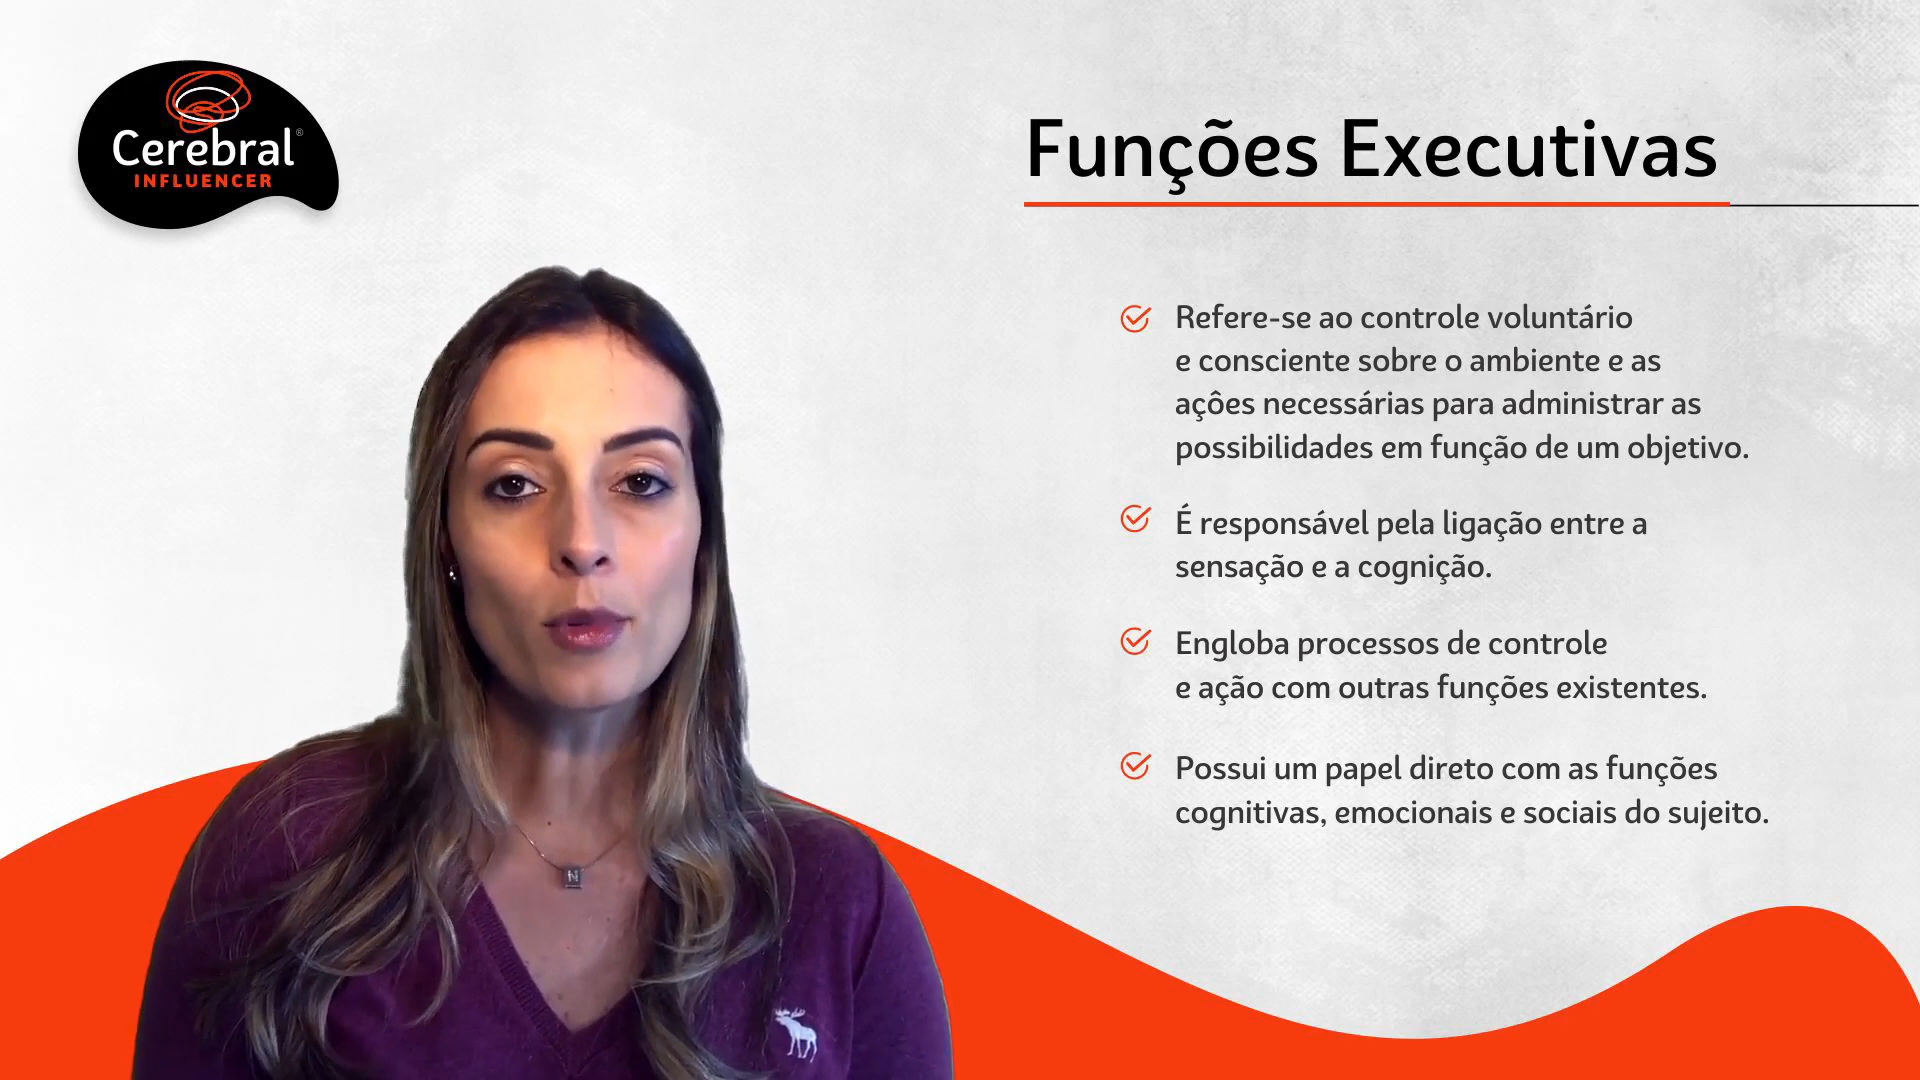 Cerebral®
INFLUENCER
Funções Executivas
Refere-se ao controle voluntário
e consciente sobre o ambiente e as
açôes necessárias para administrar as
possibilidades em função de um objetivo.
É responsável pela ligação entre a
sensação e a cognição.
Engloba processos de controle
e ação com outras funções existentes.
Possui um papel direto com as funções
cognitivas, emocionais e sociais do sujeito.
N